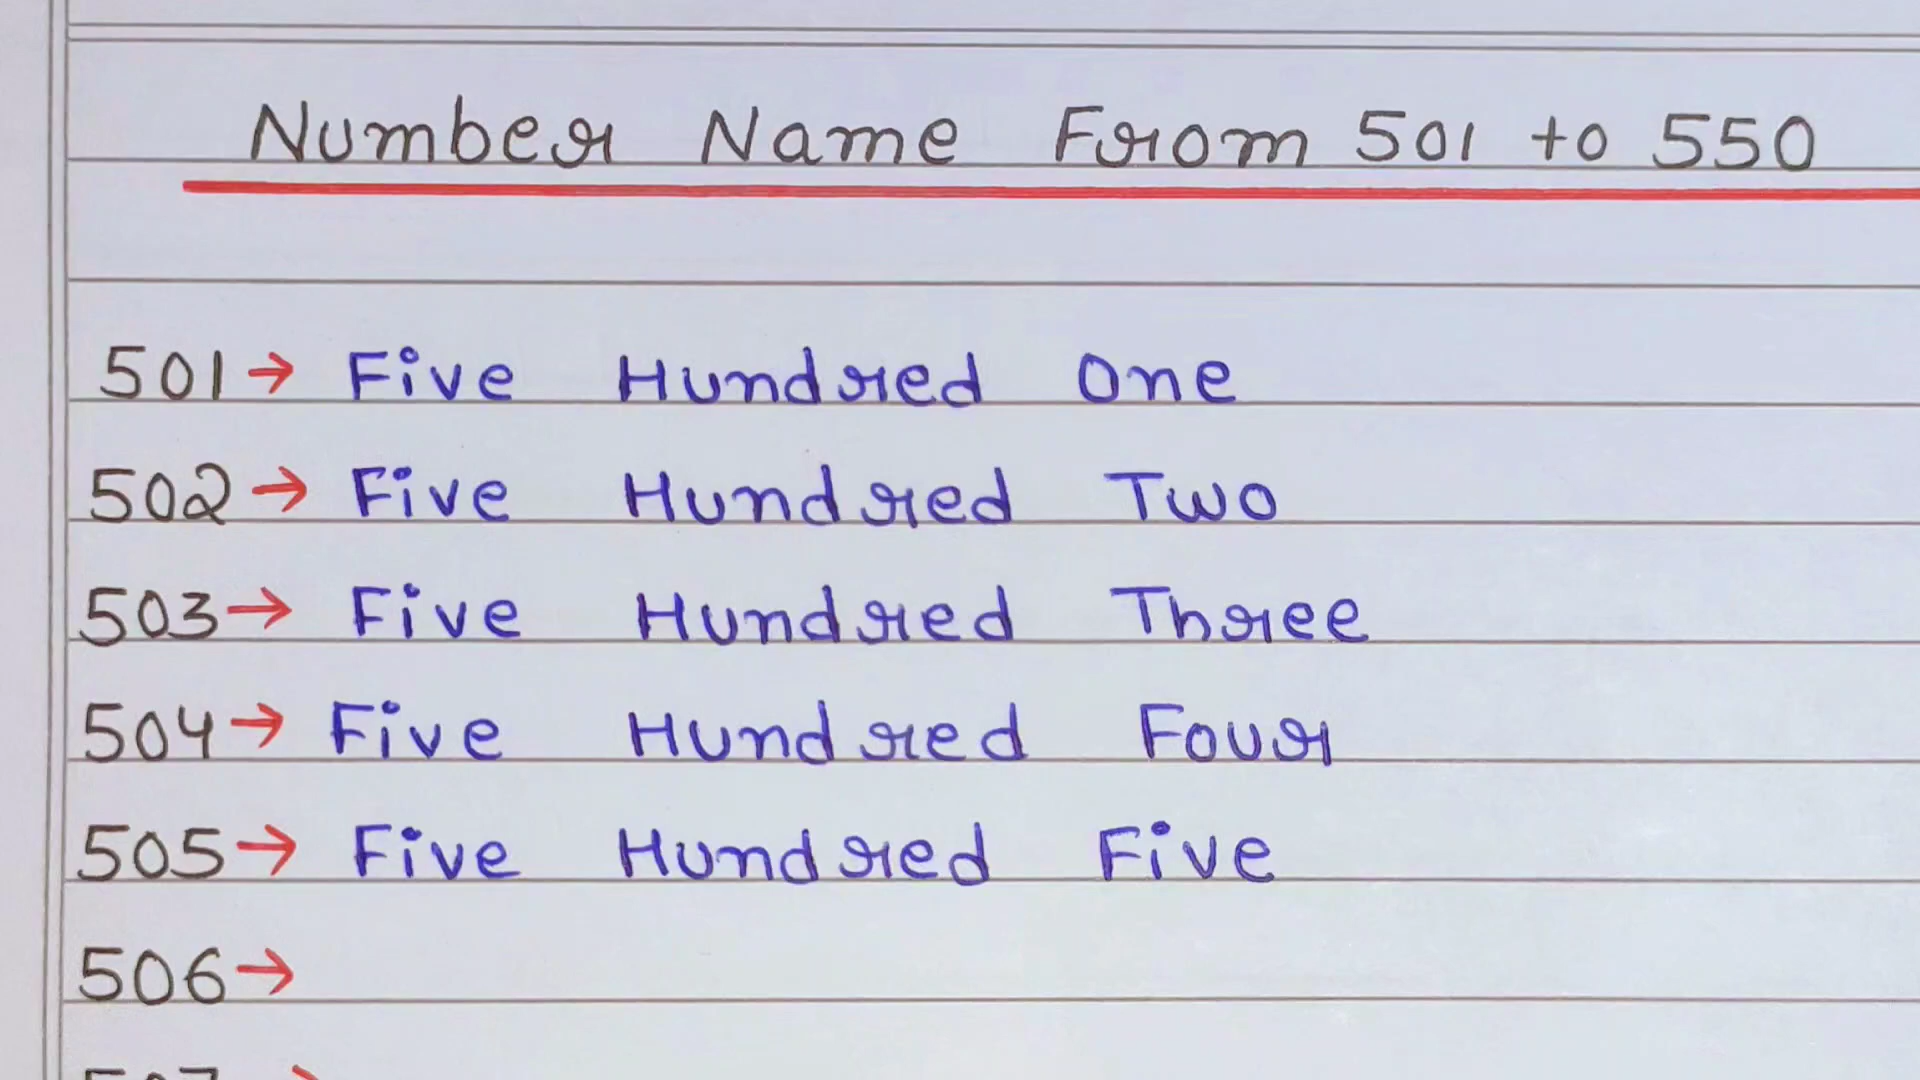 Number Name From 501 to 550
501→ Five Hundred One
502→ Five Hundred Two
503→ Five Hundred Three
504→ Five Hundred Four
505→ Five Hundred Five
506→